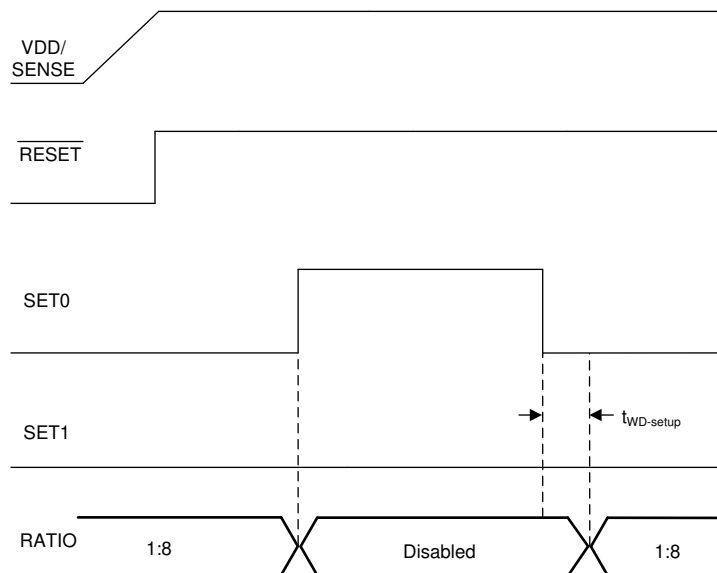 VDD/
SENSE
RESET
SET0
SET1
tWD-setup
RATIO
1:8
Disabled
1:8